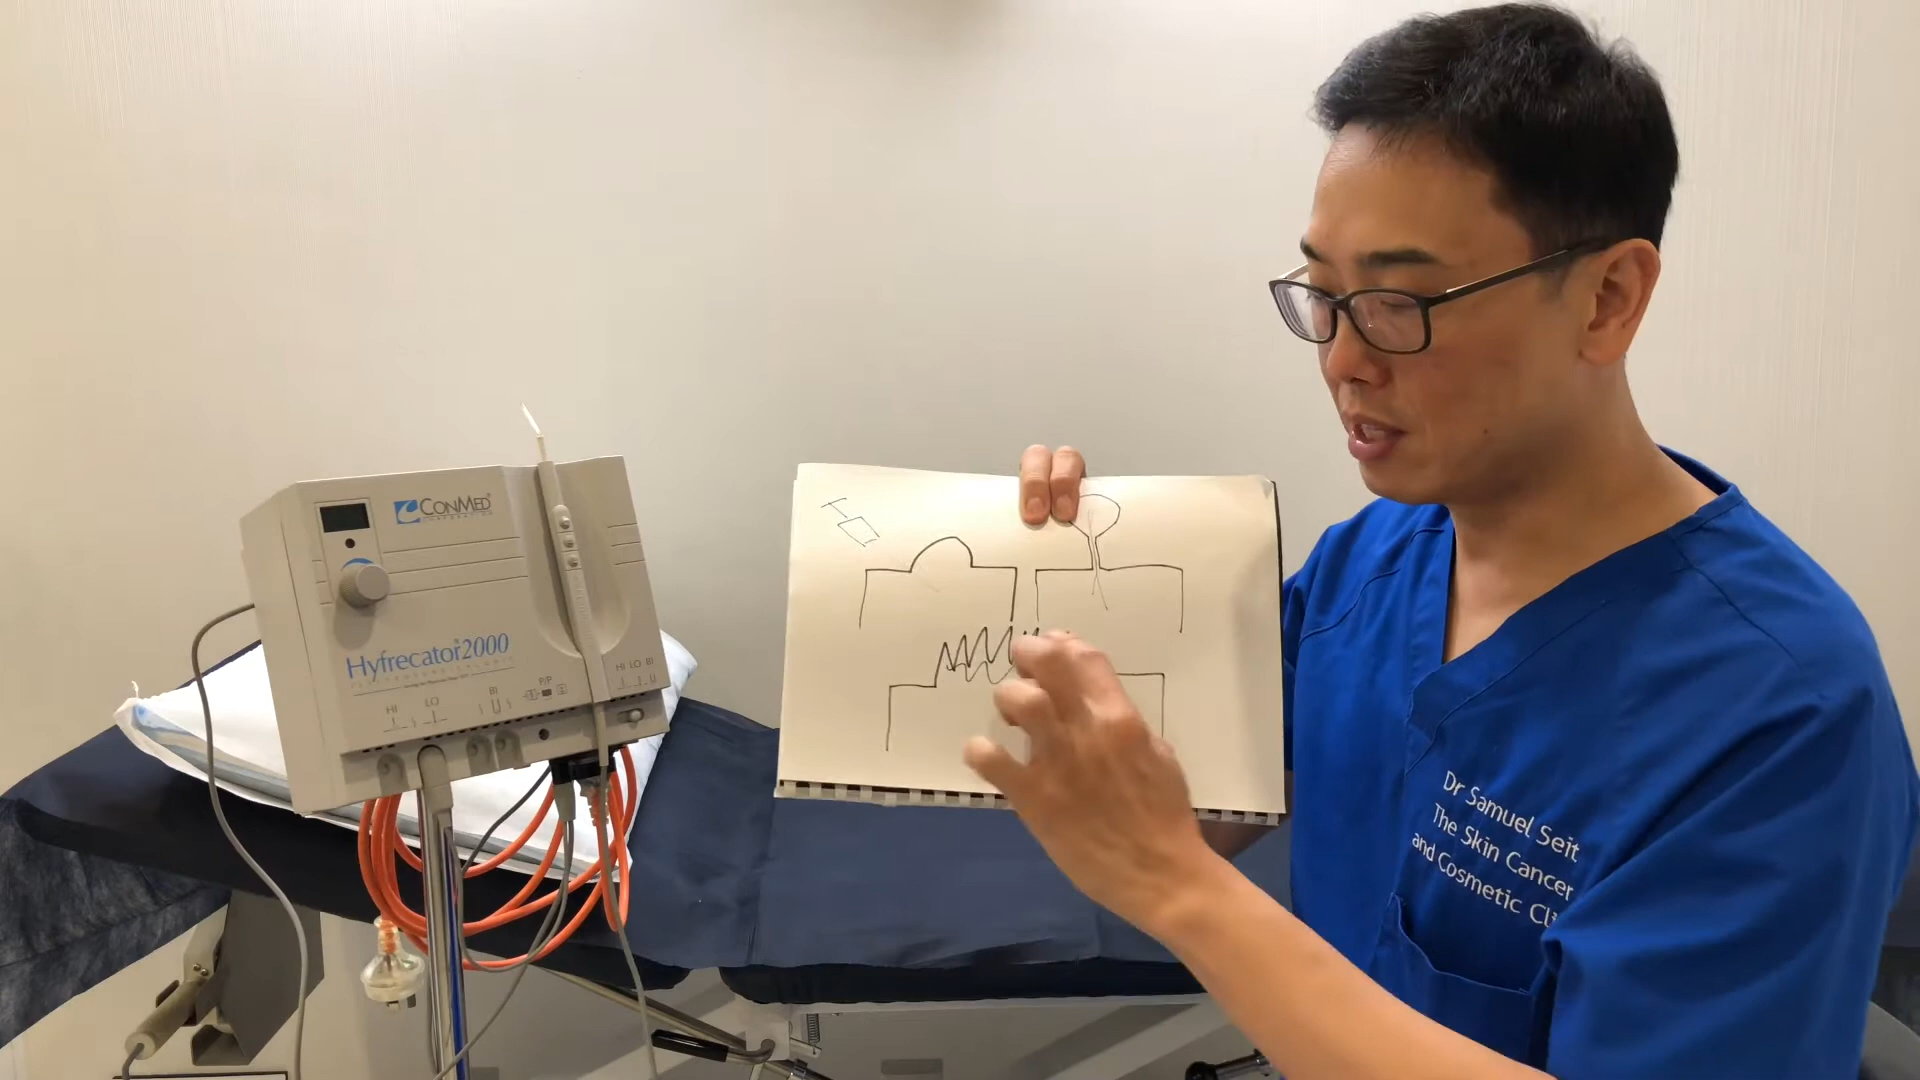 CONMED
CORPORATION
Hyfrecator 2000
HI
LO
BI
P/P
HI LO BI
Dr Samuel Seit
The Skin Cancer
and Cosmetic Cli